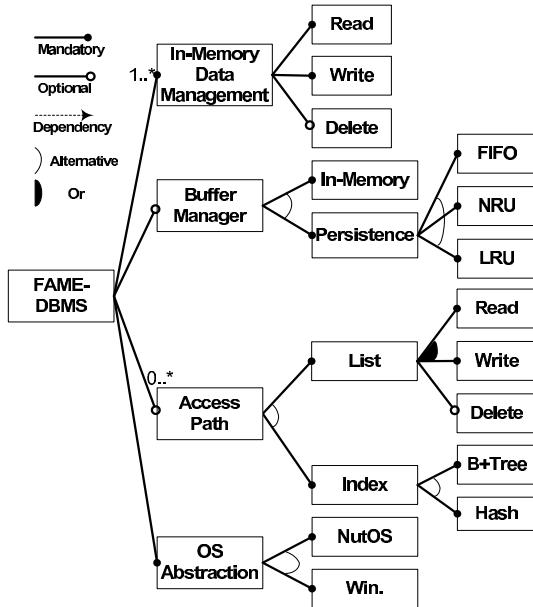 Mandatory
Optional
Dependency
Alternative
Or
FAME-
DBMS
1..*
In-Memory
Data
Management
Read
Write
Delete
Buffer
Manager
In-Memory
Persistence
FIFO
NRU
LRU
0..*
Access
Path
List
Read
Write
Delete
Index
B+Tree
Hash
OS
Abstraction
NutOS
Win.